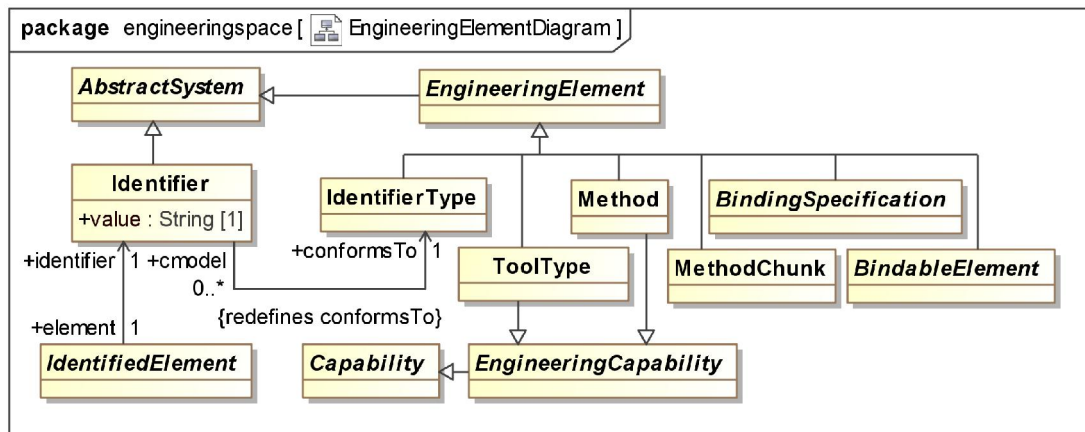 package engineeringspace [ EngineeringElementDiagram ]
AbstractSystem
EngineeringElement
Identifier
+value : String [1]
IdentifierType
Method
BindingSpecification
+identifier 1
+cmodel
0..*
+conformsTo 1
ToolType
MethodChunk
BindableElement
{redefines conformsTo}
+element 1
IdentifiedElement
Capability
EngineeringCapability